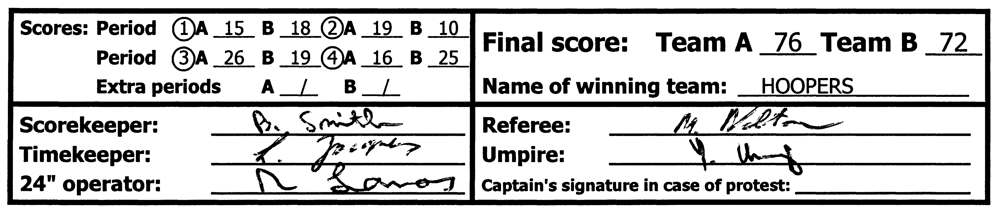 Scores: Period ①A 15 B 18 ②A 19 B 10
Period ③A 26 B 19 ④A 16 B 25
Extra periods A / B /
Final score: Team A 76 Team B 72
Name of winning team: HOOPERS
Scorekeeper: B. Smith
Timekeeper: L. Jacques
24" operator:
Referee: M.
Umpire: Y.
Captain's signature in case of protest: